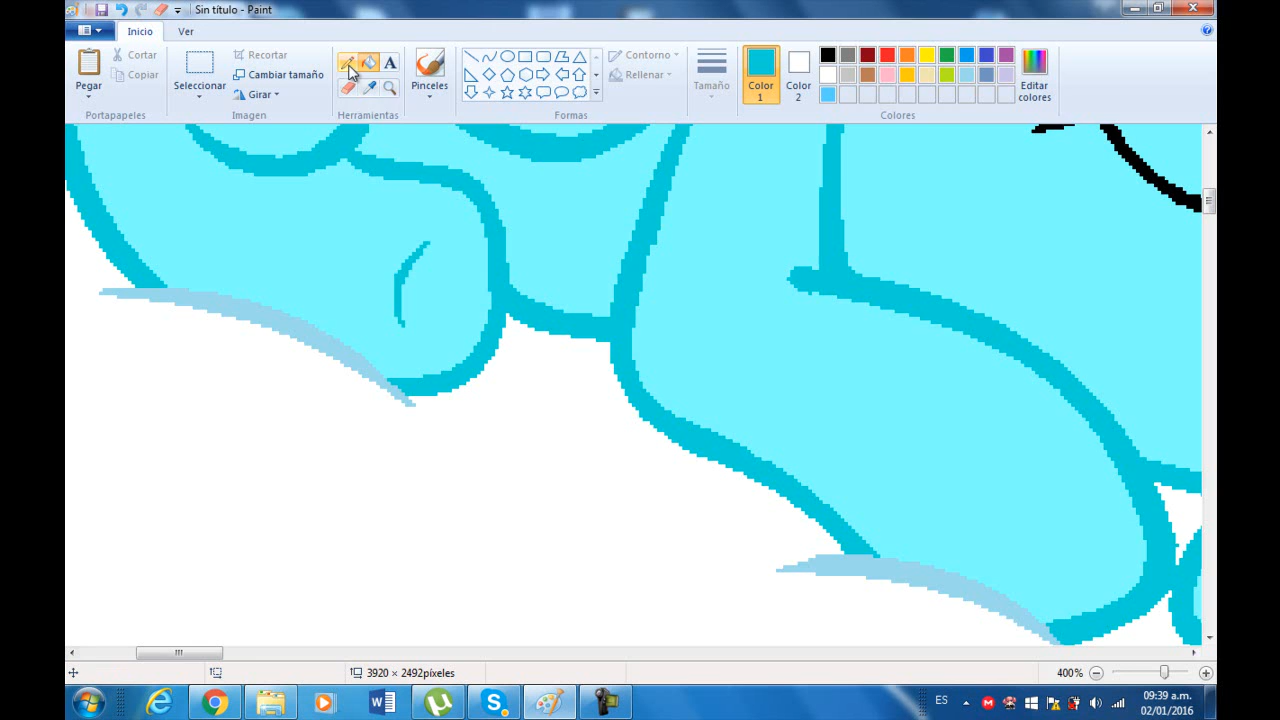 Sin título - Paint
Inicio Ver
Pegar
Cortar
Copiar
Portapapeles
Seleccionar
Recortar
Cambiar tamaño
Girar
Imagen
A
Herramientas
Pinceles
Contorno
Rellenar
Formas
Tamaño
Color 1
Color 2
Editar colores
Colores
3920 × 2492píxeles
400%
ES
09:39 a.m.
02/01/2016